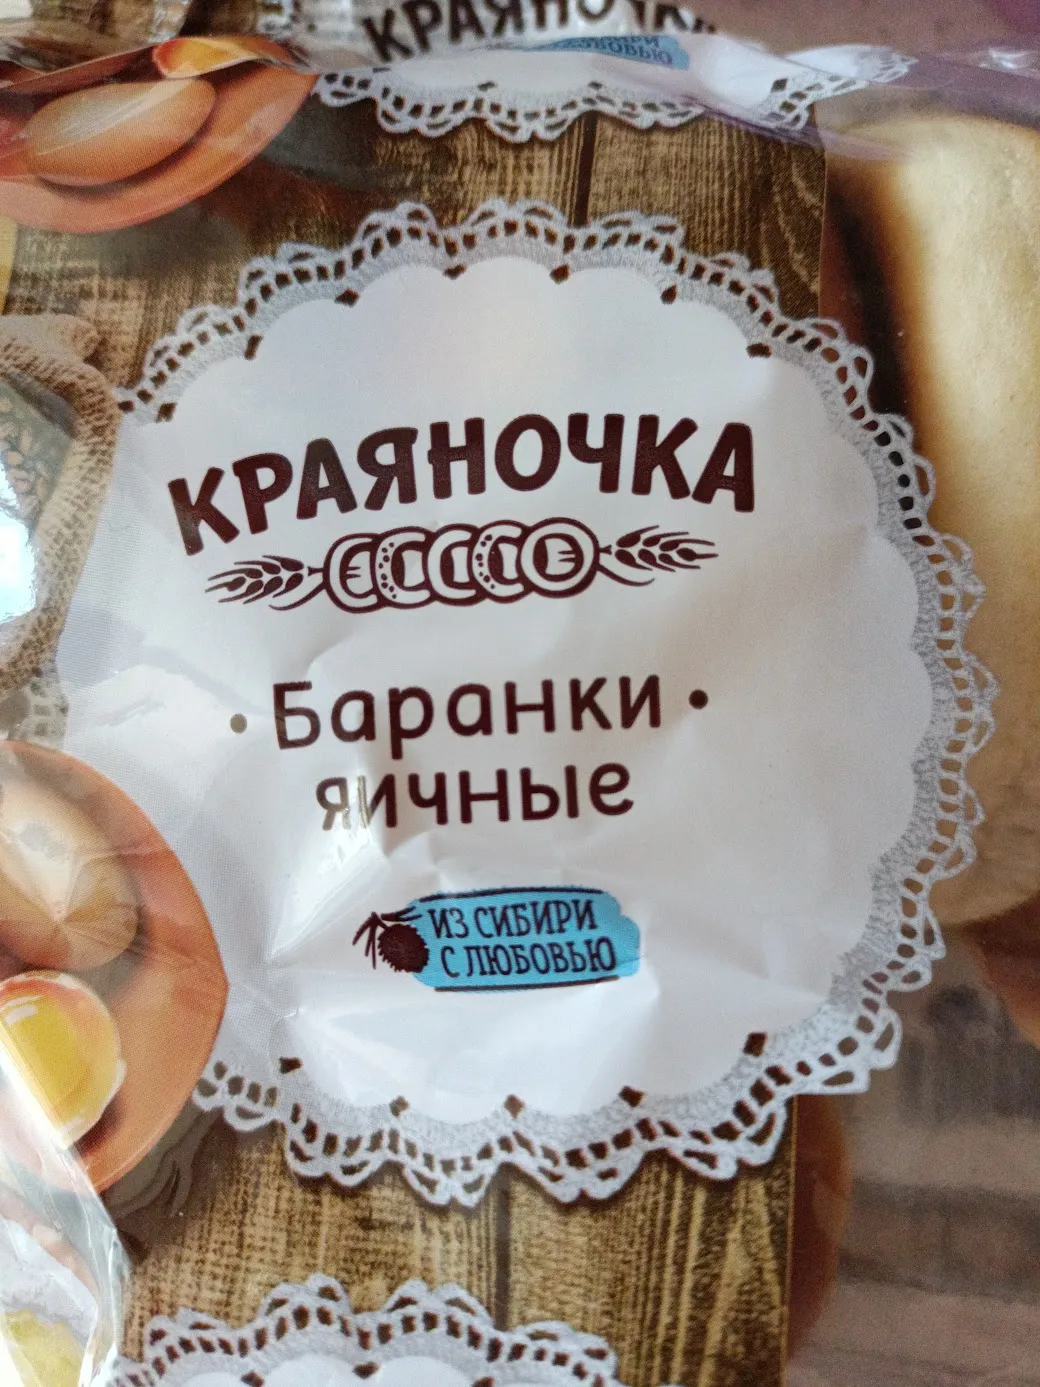 КРАЯНОЧКА
КРАЯНОЧКА
• Баранки •
яичные
ИЗ СИБИРИ
С ЛЮБОВЬЮ